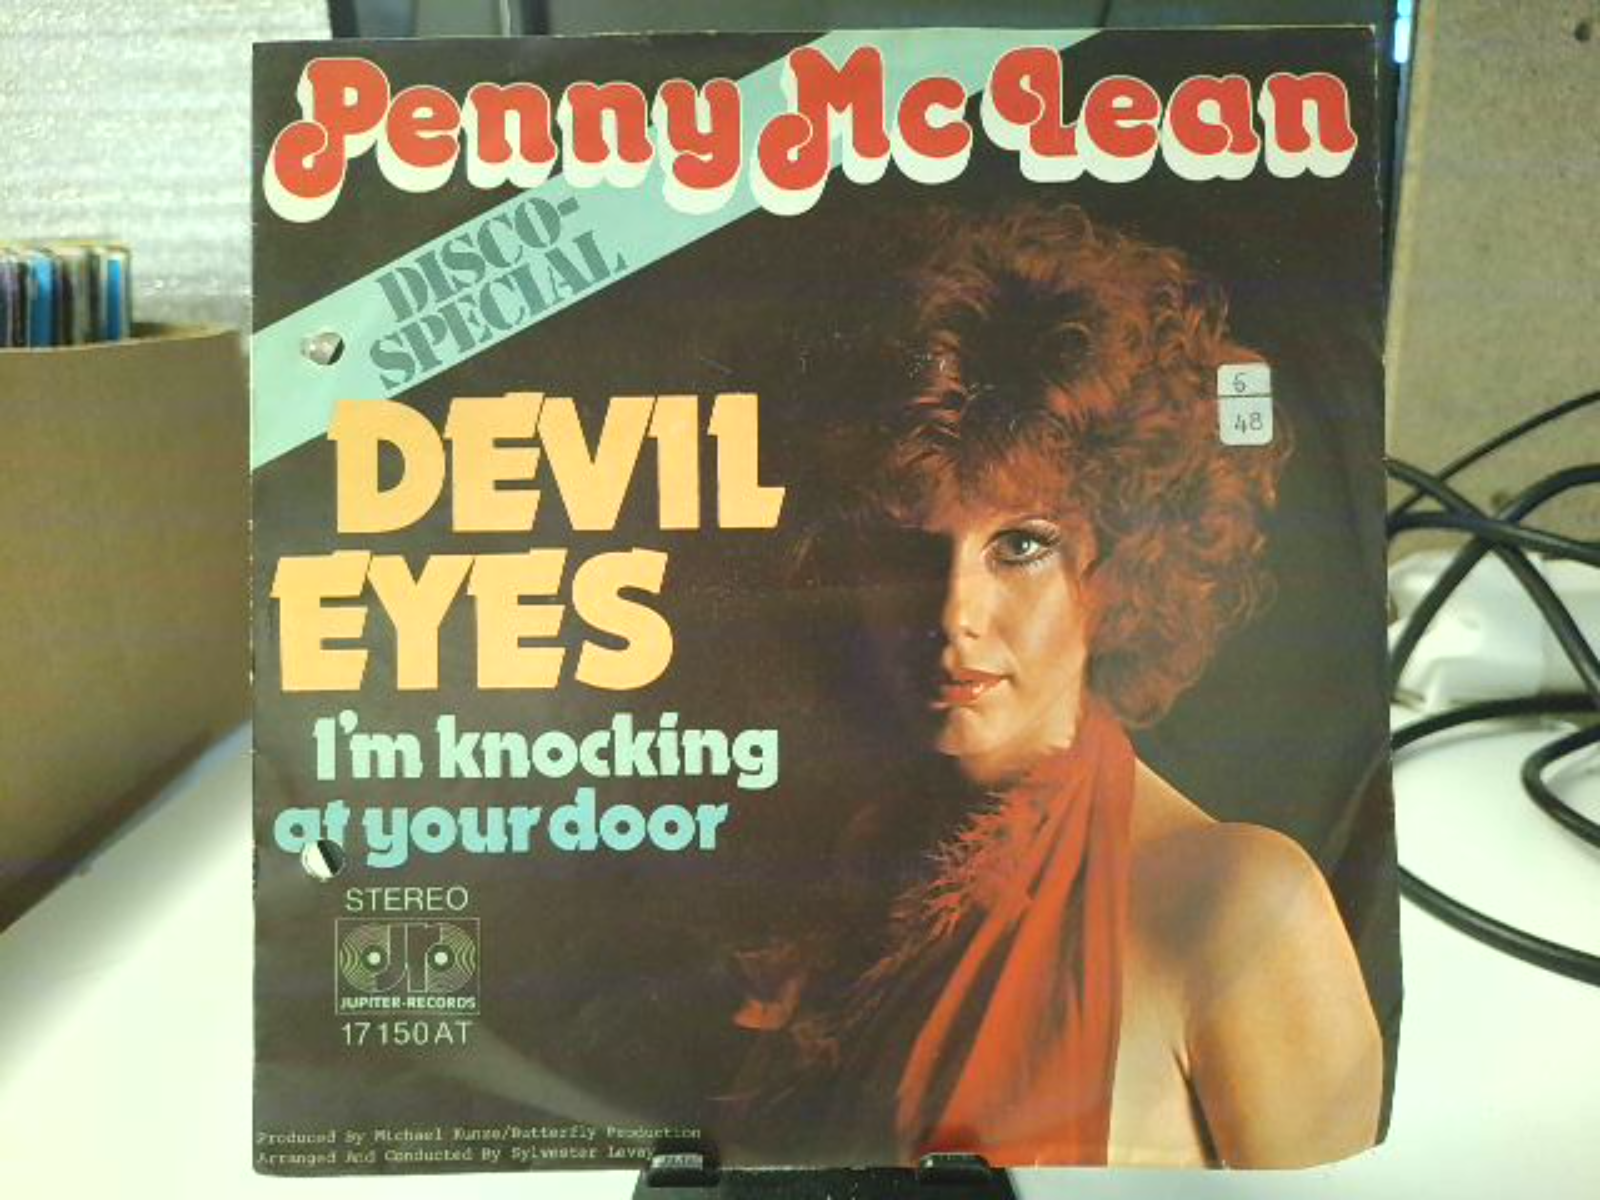 Penny McLean
DISCO-
SPECIAL
6
48
DEVIL
EYES
I'm knocking
at your door
STEREO
jr
JUPITER-RECORDS
17 150 AT
Produced By Michael Kunze/Butterfly Production
Arranged And Conducted By Sylvester Levay